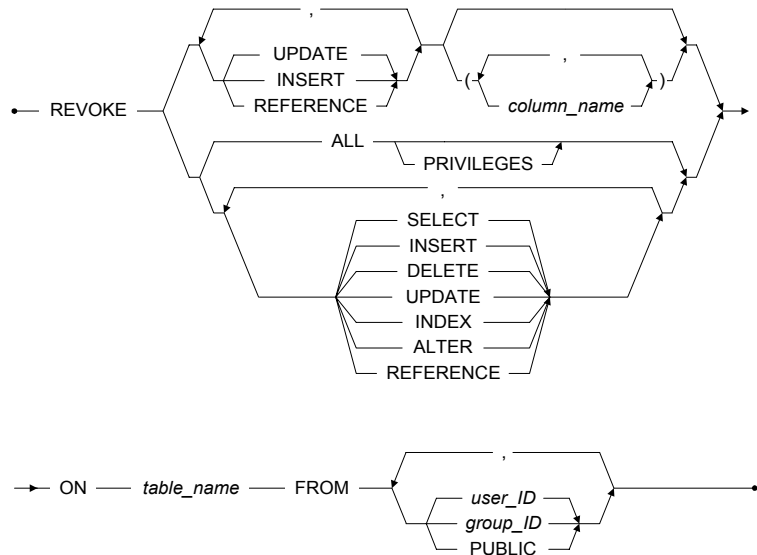 ,
UPDATE
INSERT
REFERENCE
( , )
column_name
REVOKE
ALL
PRIVILEGES
,
SELECT
INSERT
DELETE
UPDATE
INDEX
ALTER
REFERENCE
,
ON table_name FROM
user_ID
group_ID
PUBLIC